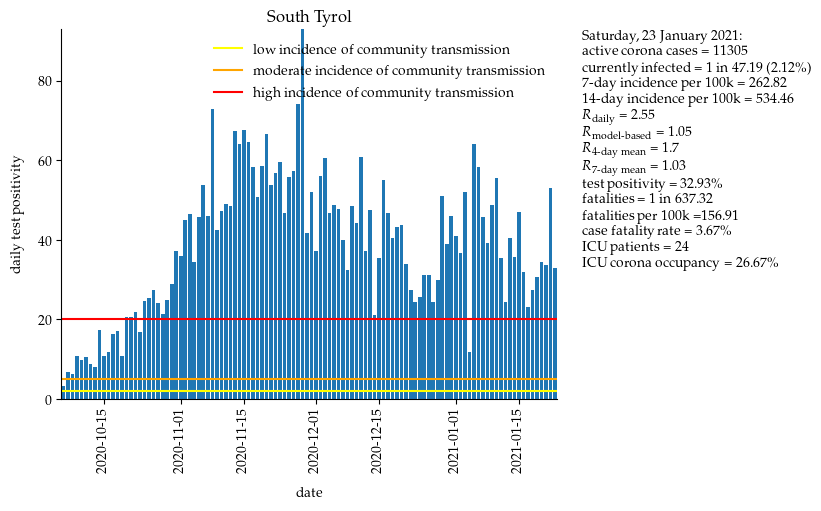 South Tyrol
low incidence of community transmission
moderate incidence of community transmission
high incidence of community transmission
daily test positivity
80
60
40
20
0
2020-10-15
2020-11-01
2020-11-15
2020-12-01
2020-12-15
2021-01-01
2021-01-15
date
Saturday, 23 January 2021:
active corona cases = 11305
currently infected = 1 in 47.19 (2.12%)
7-day incidence per 100k = 262.82
14-day incidence per 100k = 534.46
R daily = 2.55
R model-based = 1.05
R 4-day mean = 1.7
R 7-day mean = 1.03
test positivity = 32.93%
fatalities = 1 in 637.32
fatalities per 100k =156.91
case fatality rate = 3.67%
ICU patients = 24
ICU corona occupancy = 26.67%